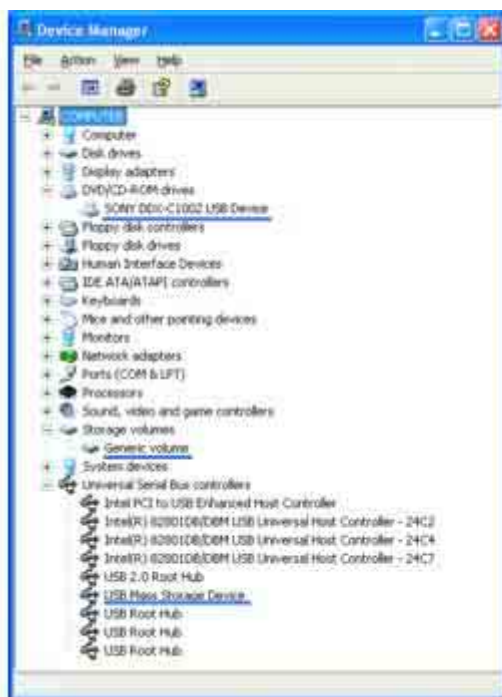 Device Manager
File Action View Help
COMPUTER
Computer
Disk drives
Display adapters
DVD/CD-ROM drives
SONY DDX-C1002 USB Device
Floppy disk controllers
Floppy disk drives
Human Interface Devices
IDE ATA/ATAPI controllers
Keyboards
Mice and other pointing devices
Monitors
Network adapters
Ports (COM & LPT)
Processors
Sound, video and game controllers
Storage volumes
Generic volume
System devices
Universal Serial Bus controllers
Intel PCI to USB Enhanced Host Controller
Intel(R) 82801DB/DBM USB Universal Host Controller - 24C2
Intel(R) 82801DB/DBM USB Universal Host Controller - 24C4
Intel(R) 82801DB/DBM USB Universal Host Controller - 24C7
USB 2.0 Root Hub
USB Mass Storage Device
USB Root Hub
USB Root Hub
USB Root Hub